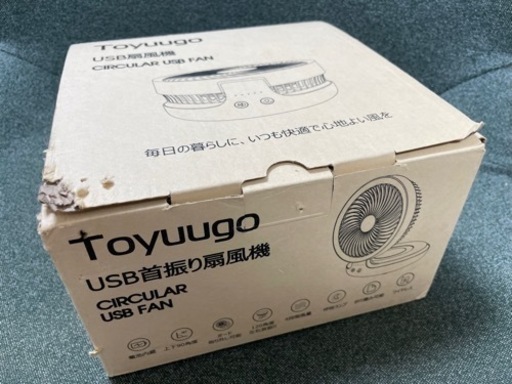 Toyuugo
USB扇風機
CIRCULAR USB FAN
毎日の暮らしに、いつも快適で心地よい風を
Toyuugo
USB首振り扇風機
CIRCULAR
USB FAN